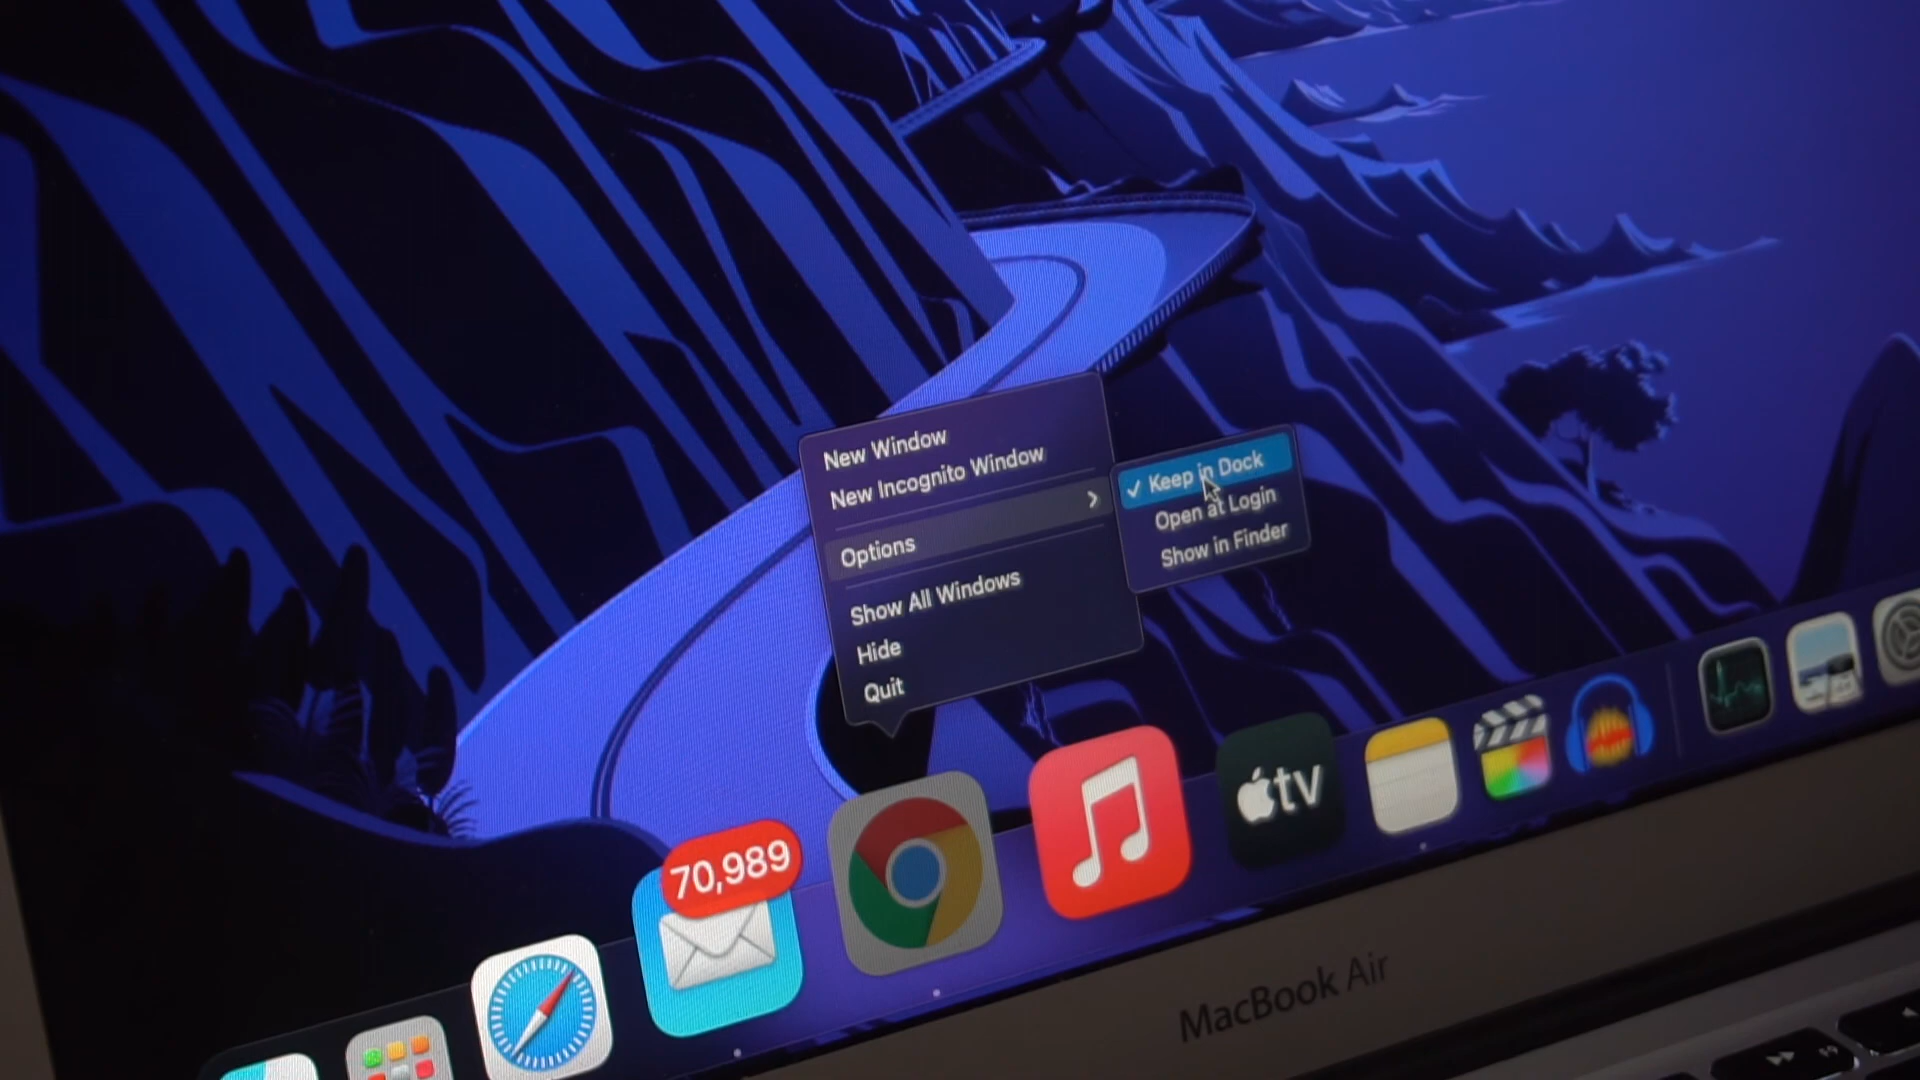 New Window
New Incognito Window
Options
Show All Windows
Hide
Quit
✓ Keep in Dock
Open at Login
Show in Finder
70,989
tv
MacBook Air